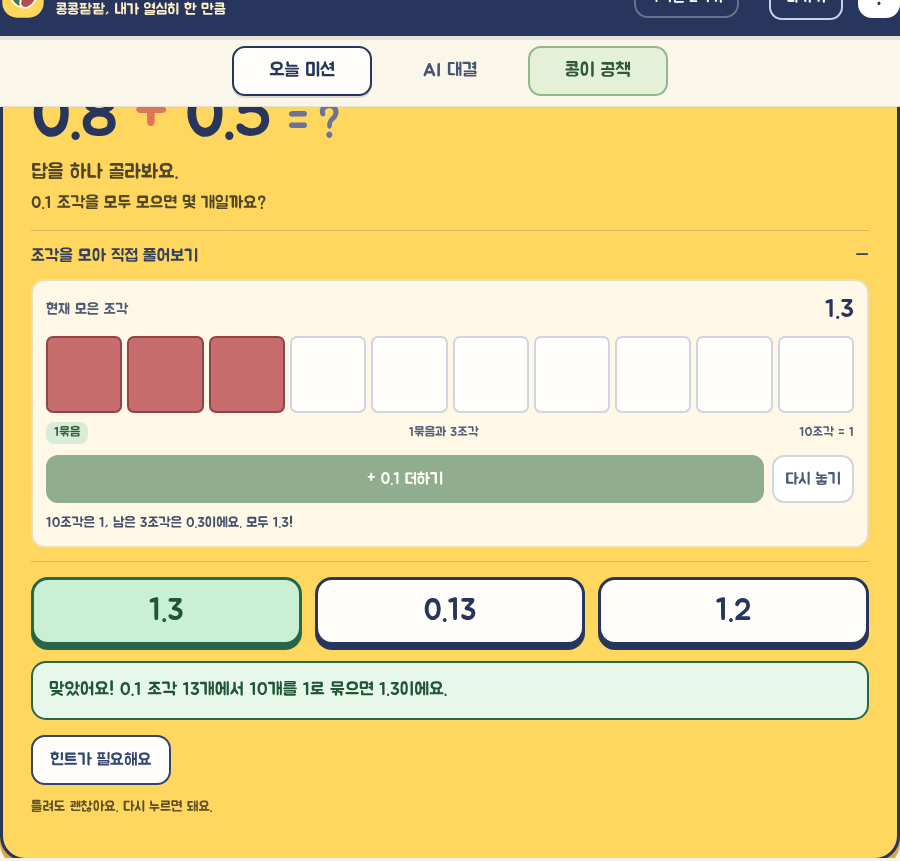 콩콩팥팥, 내가 열심히 한 만큼
오늘 미션
AI 대결
콩이 공책
0.8 + 0.5 = ?
답을 하나 골라봐요.
0.1 조각을 모두 모으면 몇 개일까요?
조각을 모아 직접 풀어보기 −
현재 모은 조각
1.3
1묶음
1묶음과 3조각
10조각 = 1
+ 0.1 더하기
다시 놓기
10조각은 1, 남은 3조각은 0.3이에요. 모두 1.3!
1.3
0.13
1.2
맞았어요! 0.1 조각 13개에서 10개를 1로 묶으면 1.3이에요.
힌트가 필요해요
틀려도 괜찮아요. 다시 누르면 돼요.